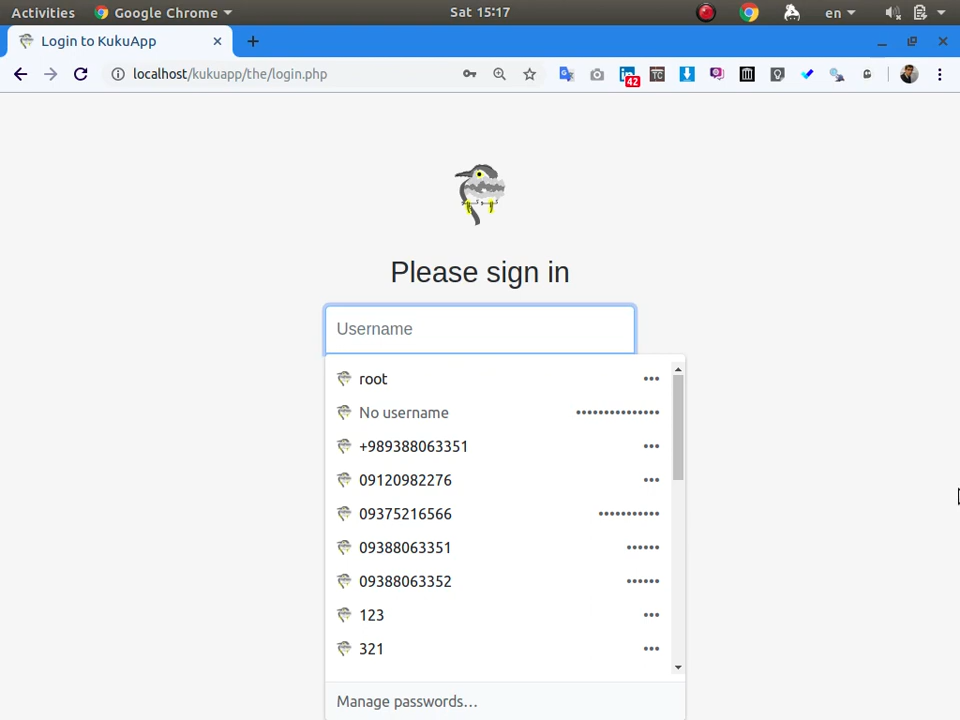 Activities Google Chrome Sat 15:17 en
Login to KukuApp
localhost/kukuapp/the/login.php 42 TC
Please sign in
Username
root •••
No username •••••••••••••••
+989388063351 •••
09120982276 •••
09375216566 •••••••••••
09388063351 ••••••
09388063352 ••••••
123 •••
321 •••
Manage passwords…